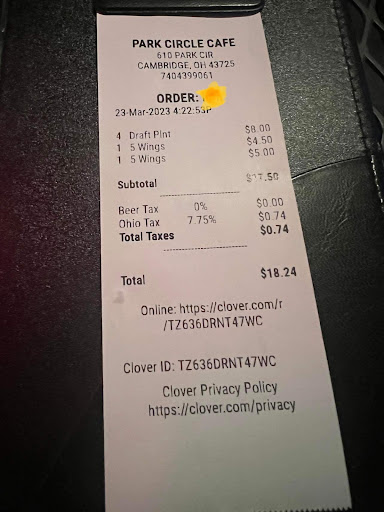 PARK CIRCLE CAFE
610 PARK CIR
CAMBRIDGE, OH 43725
7404399061
ORDER:
23-Mar-2023 4:22:53P
4 Draft Pint $8.00
1 5 Wings $4.50
1 5 Wings $5.00
Subtotal $17.50
Beer Tax 0% $0.00
Ohio Tax 7.75% $0.74
Total Taxes $0.74
Total $18.24
Online: https://clover.com/r
/TZ636DRNT47WC
Clover ID: TZ636DRNT47WC
Clover Privacy Policy
https://clover.com/privacy